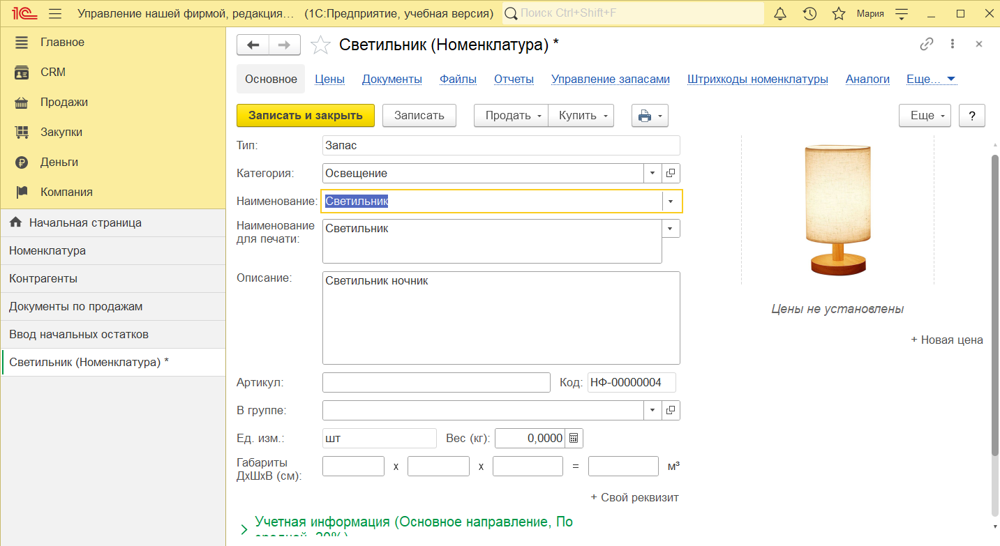 1С Управление нашей фирмой, редакция... (1С:Предприятие, учебная версия) Поиск Ctrl+Shift+F Мария
Главное
CRM
Продажи
Закупки
Деньги
Компания
Начальная страница
Номенклатура
Контрагенты
Документы по продажам
Ввод начальных остатков
Светильник (Номенклатура) *
Светильник (Номенклатура) *
Основное Цены Документы Файлы Отчеты Управление запасами Штрихкоды номенклатуры Аналоги Еще...
Записать и закрыть Записать Продать Купить Еще ?
Тип: Запас
Категория: Освещение
Наименование: Светильник
Наименование Светильник
для печати:
Описание: Светильник ночник
Цены не установлены
+ Новая цена
Артикул: Код: НФ-00000004
В группе:
Ед. изм.: шт Вес (кг): 0,0000
Габариты
ДхШхВ (см): x x = м³
+ Свой реквизит
Учетная информация (Основное направление, По